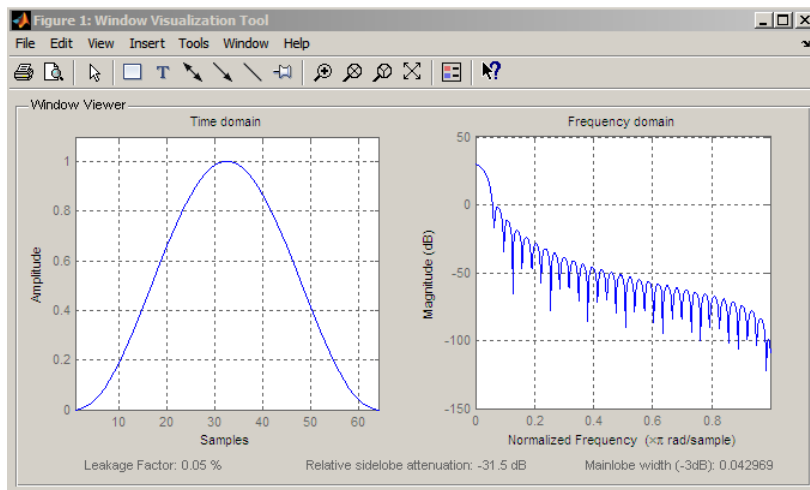 Figure 1: Window Visualization Tool
File Edit View Insert Tools Window Help
T
Window Viewer
Time domain
Amplitude
1
0.8
0.6
0.4
0.2
0
10 20 30 40 50 60
Samples
Frequency domain
Magnitude (dB)
50
0
-50
-100
-150
0 0.2 0.4 0.6 0.8
Normalized Frequency (×π rad/sample)
Leakage Factor: 0.05 % Relative sidelobe attenuation: -31.5 dB Mainlobe width (-3dB): 0.042969